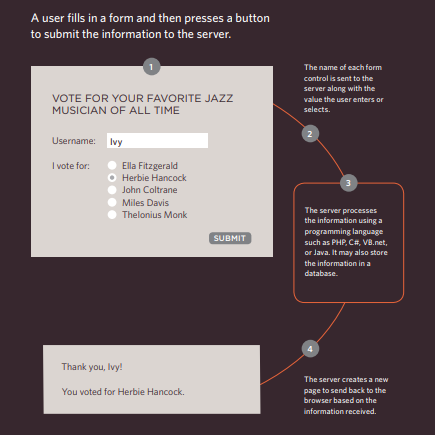 A user fills in a form and then presses a button
to submit the information to the server.
1
VOTE FOR YOUR FAVORITE JAZZ
MUSICIAN OF ALL TIME
Username: Ivy
I vote for: Ella Fitzgerald
Herbie Hancock
John Coltrane
Miles Davis
Thelonius Monk
SUBMIT
The name of each form
control is sent to the
server along with the
value the user enters or
selects.
2
3
The server processes
the information using a
programming language
such as PHP, C#, VB.net,
or Java. It may also store
the information in a
database.
4
The server creates a new
page to send back to the
browser based on the
information received.
Thank you, Ivy!
You voted for Herbie Hancock.